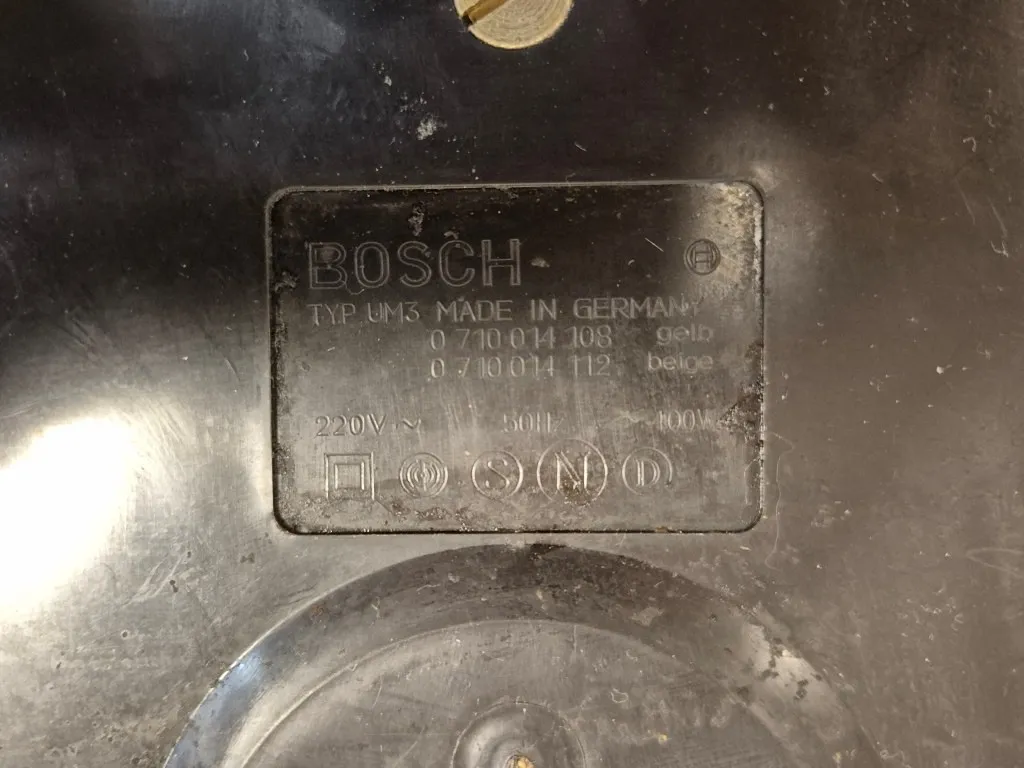 BOSCH
TYP UM3 MADE IN GERMANY
0 710 014 108 gelb
0 710 014 112 beige
220V ~ 50Hz 100W
S N D